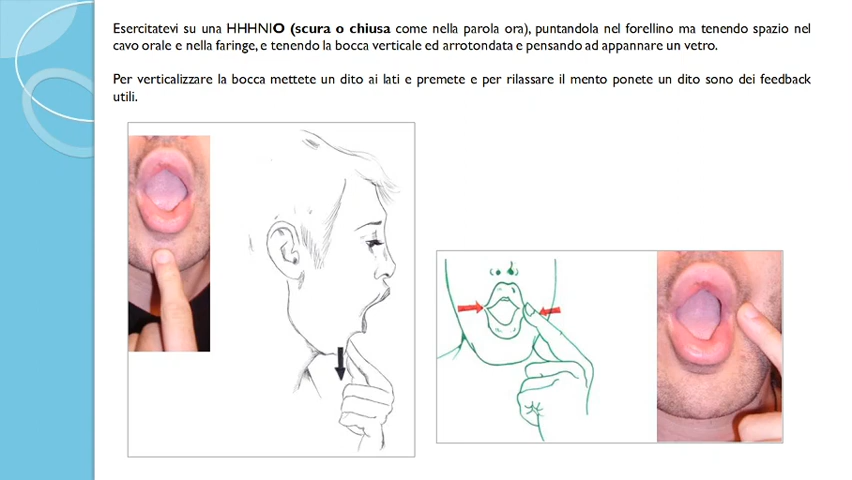 Esercitatevi su una HHHNIO (scura o chiusa come nella parola ora), puntandola nel forellino ma tenendo spazio nel
cavo orale e nella faringe, e tenendo la bocca verticale ed arrotondata e pensando ad appannare un vetro.
Per verticalizzare la bocca mettete un dito ai lati e premete e per rilassare il mento ponete un dito sono dei feedback
utili.